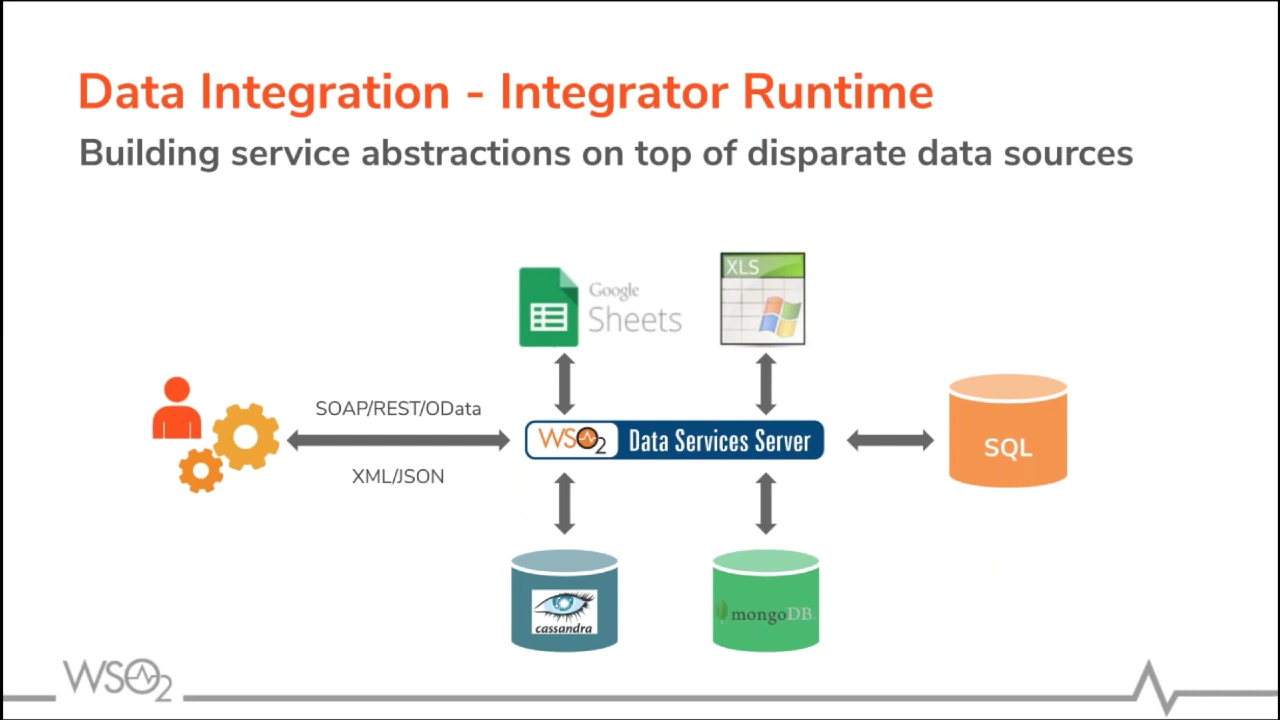 Data Integration - Integrator Runtime
Building service abstractions on top of disparate data sources
Google
Sheets
XLS
SOAP/REST/OData
XML/JSON
WSO2 Data Services Server
SQL
cassandra
mongoDB
WSO2